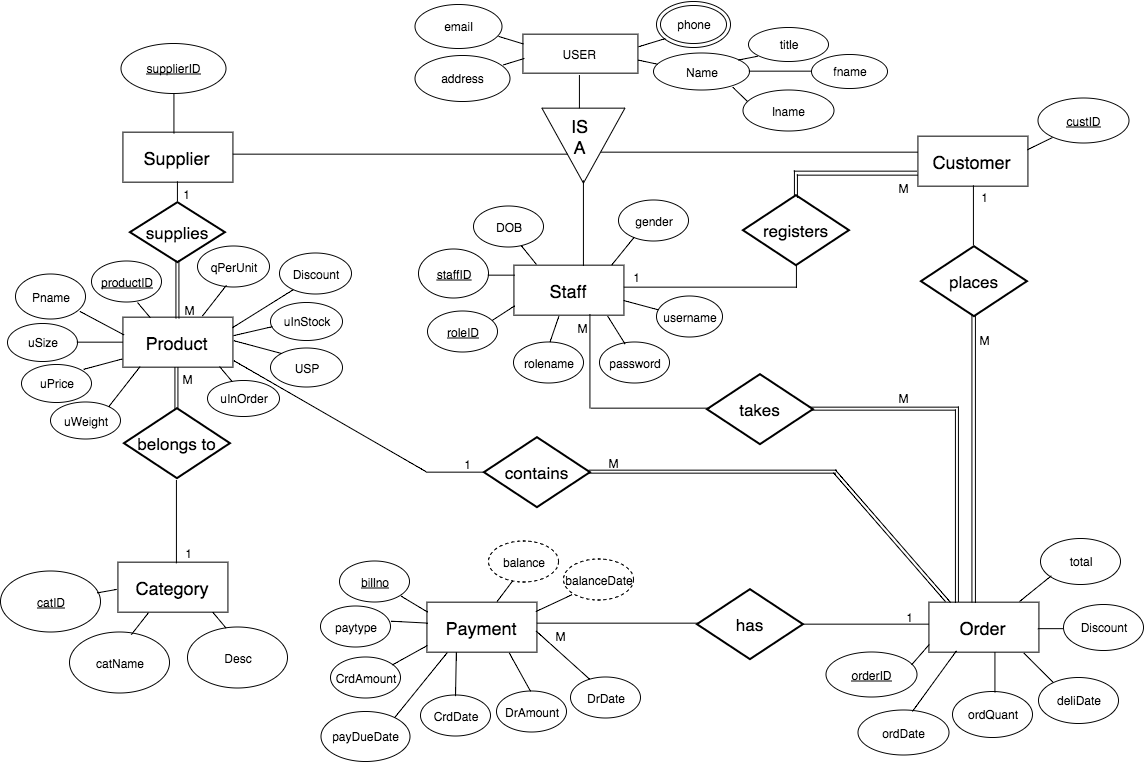 email
phone
USER
title
address
Name
fname
lname
supplierID
IS
A
custID
Supplier
Customer
1
M
1
supplies
DOB
gender
registers
qPerUnit
productID
Discount
staffID
1
places
Pname
Staff
M
uInStock
username
M
roleID
uSize
Product
M
USP
rolename
password
uPrice
M
uInOrder
M
takes
uWeight
belongs to
1
contains
M
1
balance
total
billno
balanceDate
Category
catID
paytype
Payment
M
has
1
Order
Discount
catName
Desc
CrdAmount
orderID
DrDate
deliDate
CrdDate
DrAmount
ordQuant
payDueDate
ordDate